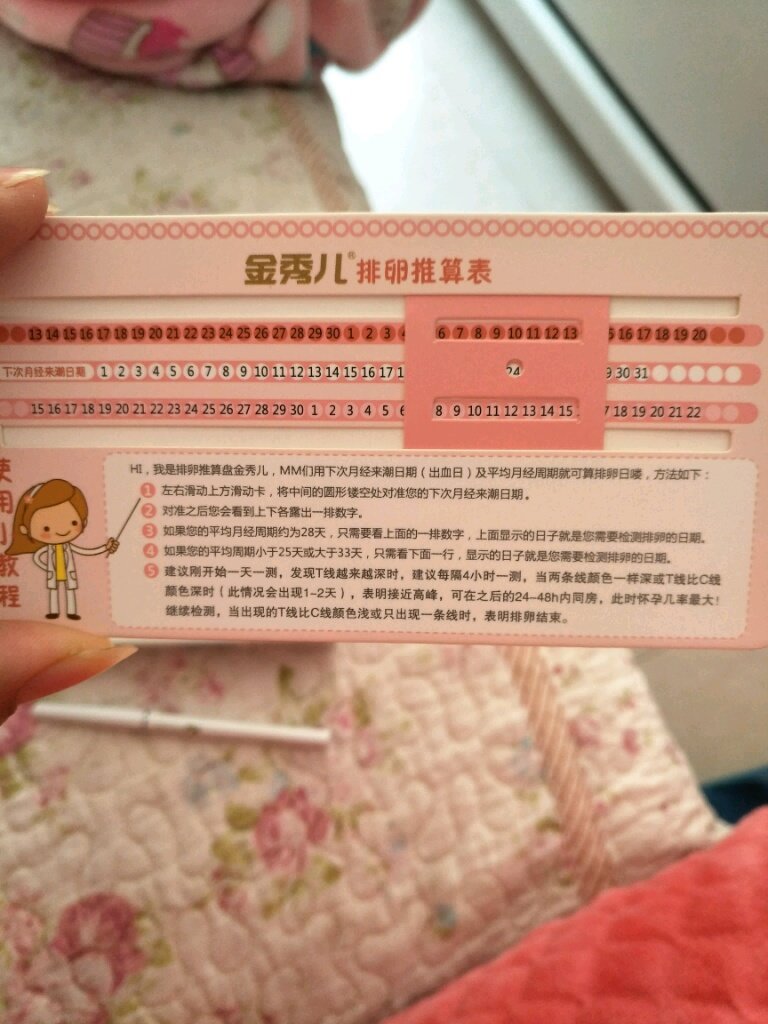 金秀儿®排卵推算表
13 14 15 16 17 18 19 20 21 22 23 24 25 26 27 28 29 30 1 2 3 4 6 7 8 9 10 11 12 13 16 17 18 19 20
下次月经来潮日期 1 2 3 4 5 6 7 8 9 10 11 12 13 14 15 16 17 24 30 31
15 16 17 18 19 20 21 22 23 24 25 26 27 28 29 30 1 2 3 4 5 6 8 9 10 11 12 13 14 15 17 18 19 20 21 22
使用教程
HI，我是排卵推算盘金秀儿，MM们用下次月经来潮日期（出血日）及平均月经周期就可算排卵日喽，方法如下：
1 左右滑动上方滑动卡，将中间的圆形镂空处对准您的下次月经来潮日期。
2 对准之后您会看到上下各露出一排数字。
3 如果您的平均月经周期约为28天，只需要看上面的一排数字，上面显示的日子就是您需要检测排卵的日期。
4 如果您的平均周期小于25天或大于33天，只需看下面一行，显示的日子就是您需要检测排卵的日期。
5 建议刚开始一天一测，发现T线越来越深时，建议每隔4小时一测，当两条线颜色一样深或T线比C线
颜色深时（此情况会出现1-2天），表明接近高峰，可在之后的24-48h内同房，此时怀孕几率最大！
继续检测，当出现的T线比C线颜色浅或只出现一条线时，表明排卵结束。